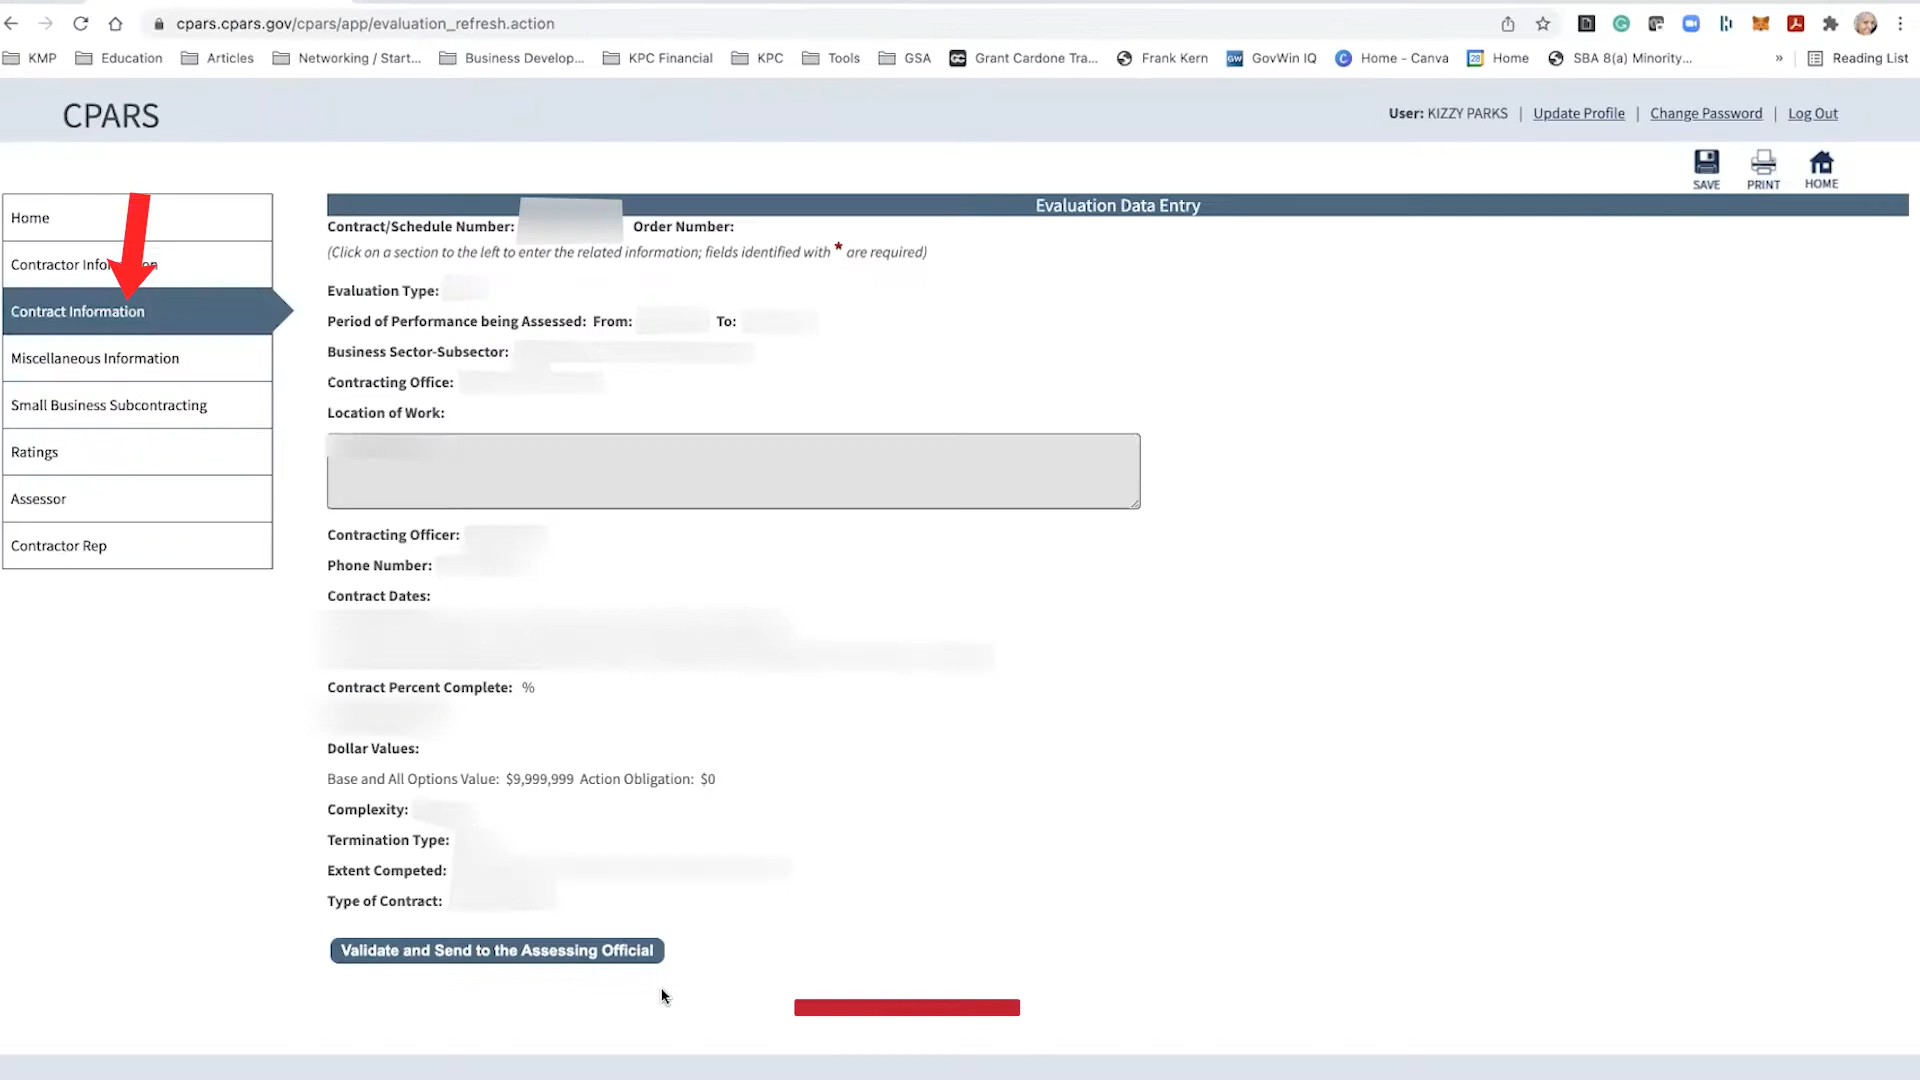 cpars.cpars.gov/cpars/app/evaluation_refresh.action
KMP Education Articles Networking / Start... Business Develop... KPC Financial KPC Tools GSA GC Grant Cardone Tra... Frank Kern GW GovWin IQ C Home - Canva 28 Home SBA 8(a) Minority... » Reading List
CPARS
User: KIZZY PARKS | Update Profile | Change Password | Log Out
SAVE PRINT HOME
Home
Contractor Information
Contract Information
Miscellaneous Information
Small Business Subcontracting
Ratings
Assessor
Contractor Rep
Evaluation Data Entry
Contract/Schedule Number: Order Number:
(Click on a section to the left to enter the related information; fields identified with * are required)
Evaluation Type:
Period of Performance being Assessed: From: To:
Business Sector-Subsector:
Contracting Office:
Location of Work:
Contracting Officer:
Phone Number:
Contract Dates:
Contract Percent Complete: %
Dollar Values:
Base and All Options Value: $9,999,999 Action Obligation: $0
Complexity:
Termination Type:
Extent Competed:
Type of Contract:
Validate and Send to the Assessing Official